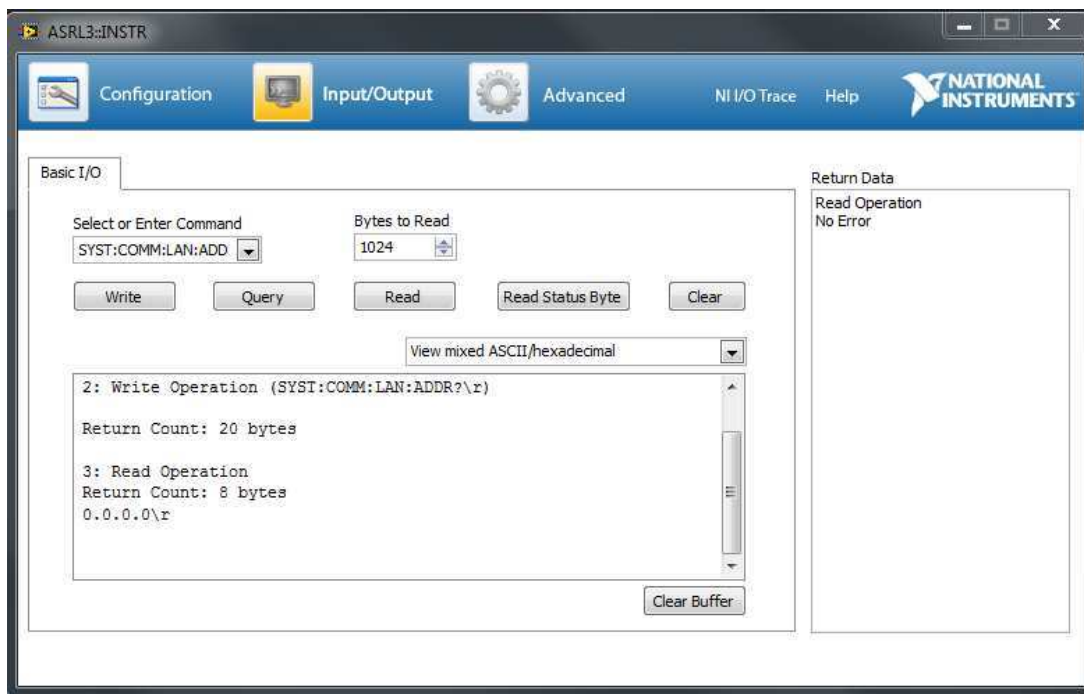 ASRL3::INSTR
Configuration
Input/Output
Advanced
NI I/O Trace
Help
NATIONAL
INSTRUMENTS
Basic I/O
Select or Enter Command
SYST:COMM:LAN:ADD
Bytes to Read
1024
Write
Query
Read
Read Status Byte
Clear
View mixed ASCII/hexadecimal
2: Write Operation (SYST:COMM:LAN:ADDR?\r)
Return Count: 20 bytes
3: Read Operation
Return Count: 8 bytes
0.0.0.0\r
Clear Buffer
Return Data
Read Operation
No Error